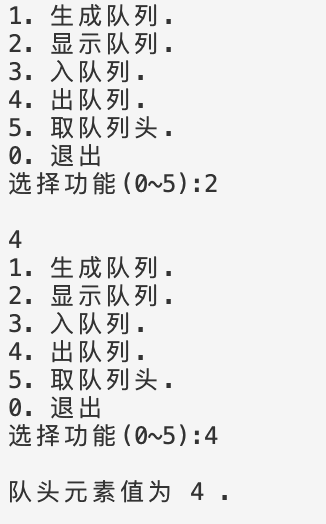 1. 生成队列.
2. 显示队列.
3. 入队列.
4. 出队列.
5. 取队列头.
0. 退出
选择功能(0~5):2
4
1. 生成队列.
2. 显示队列.
3. 入队列.
4. 出队列.
5. 取队列头.
0. 退出
选择功能(0~5):4
队头元素值为 4 .